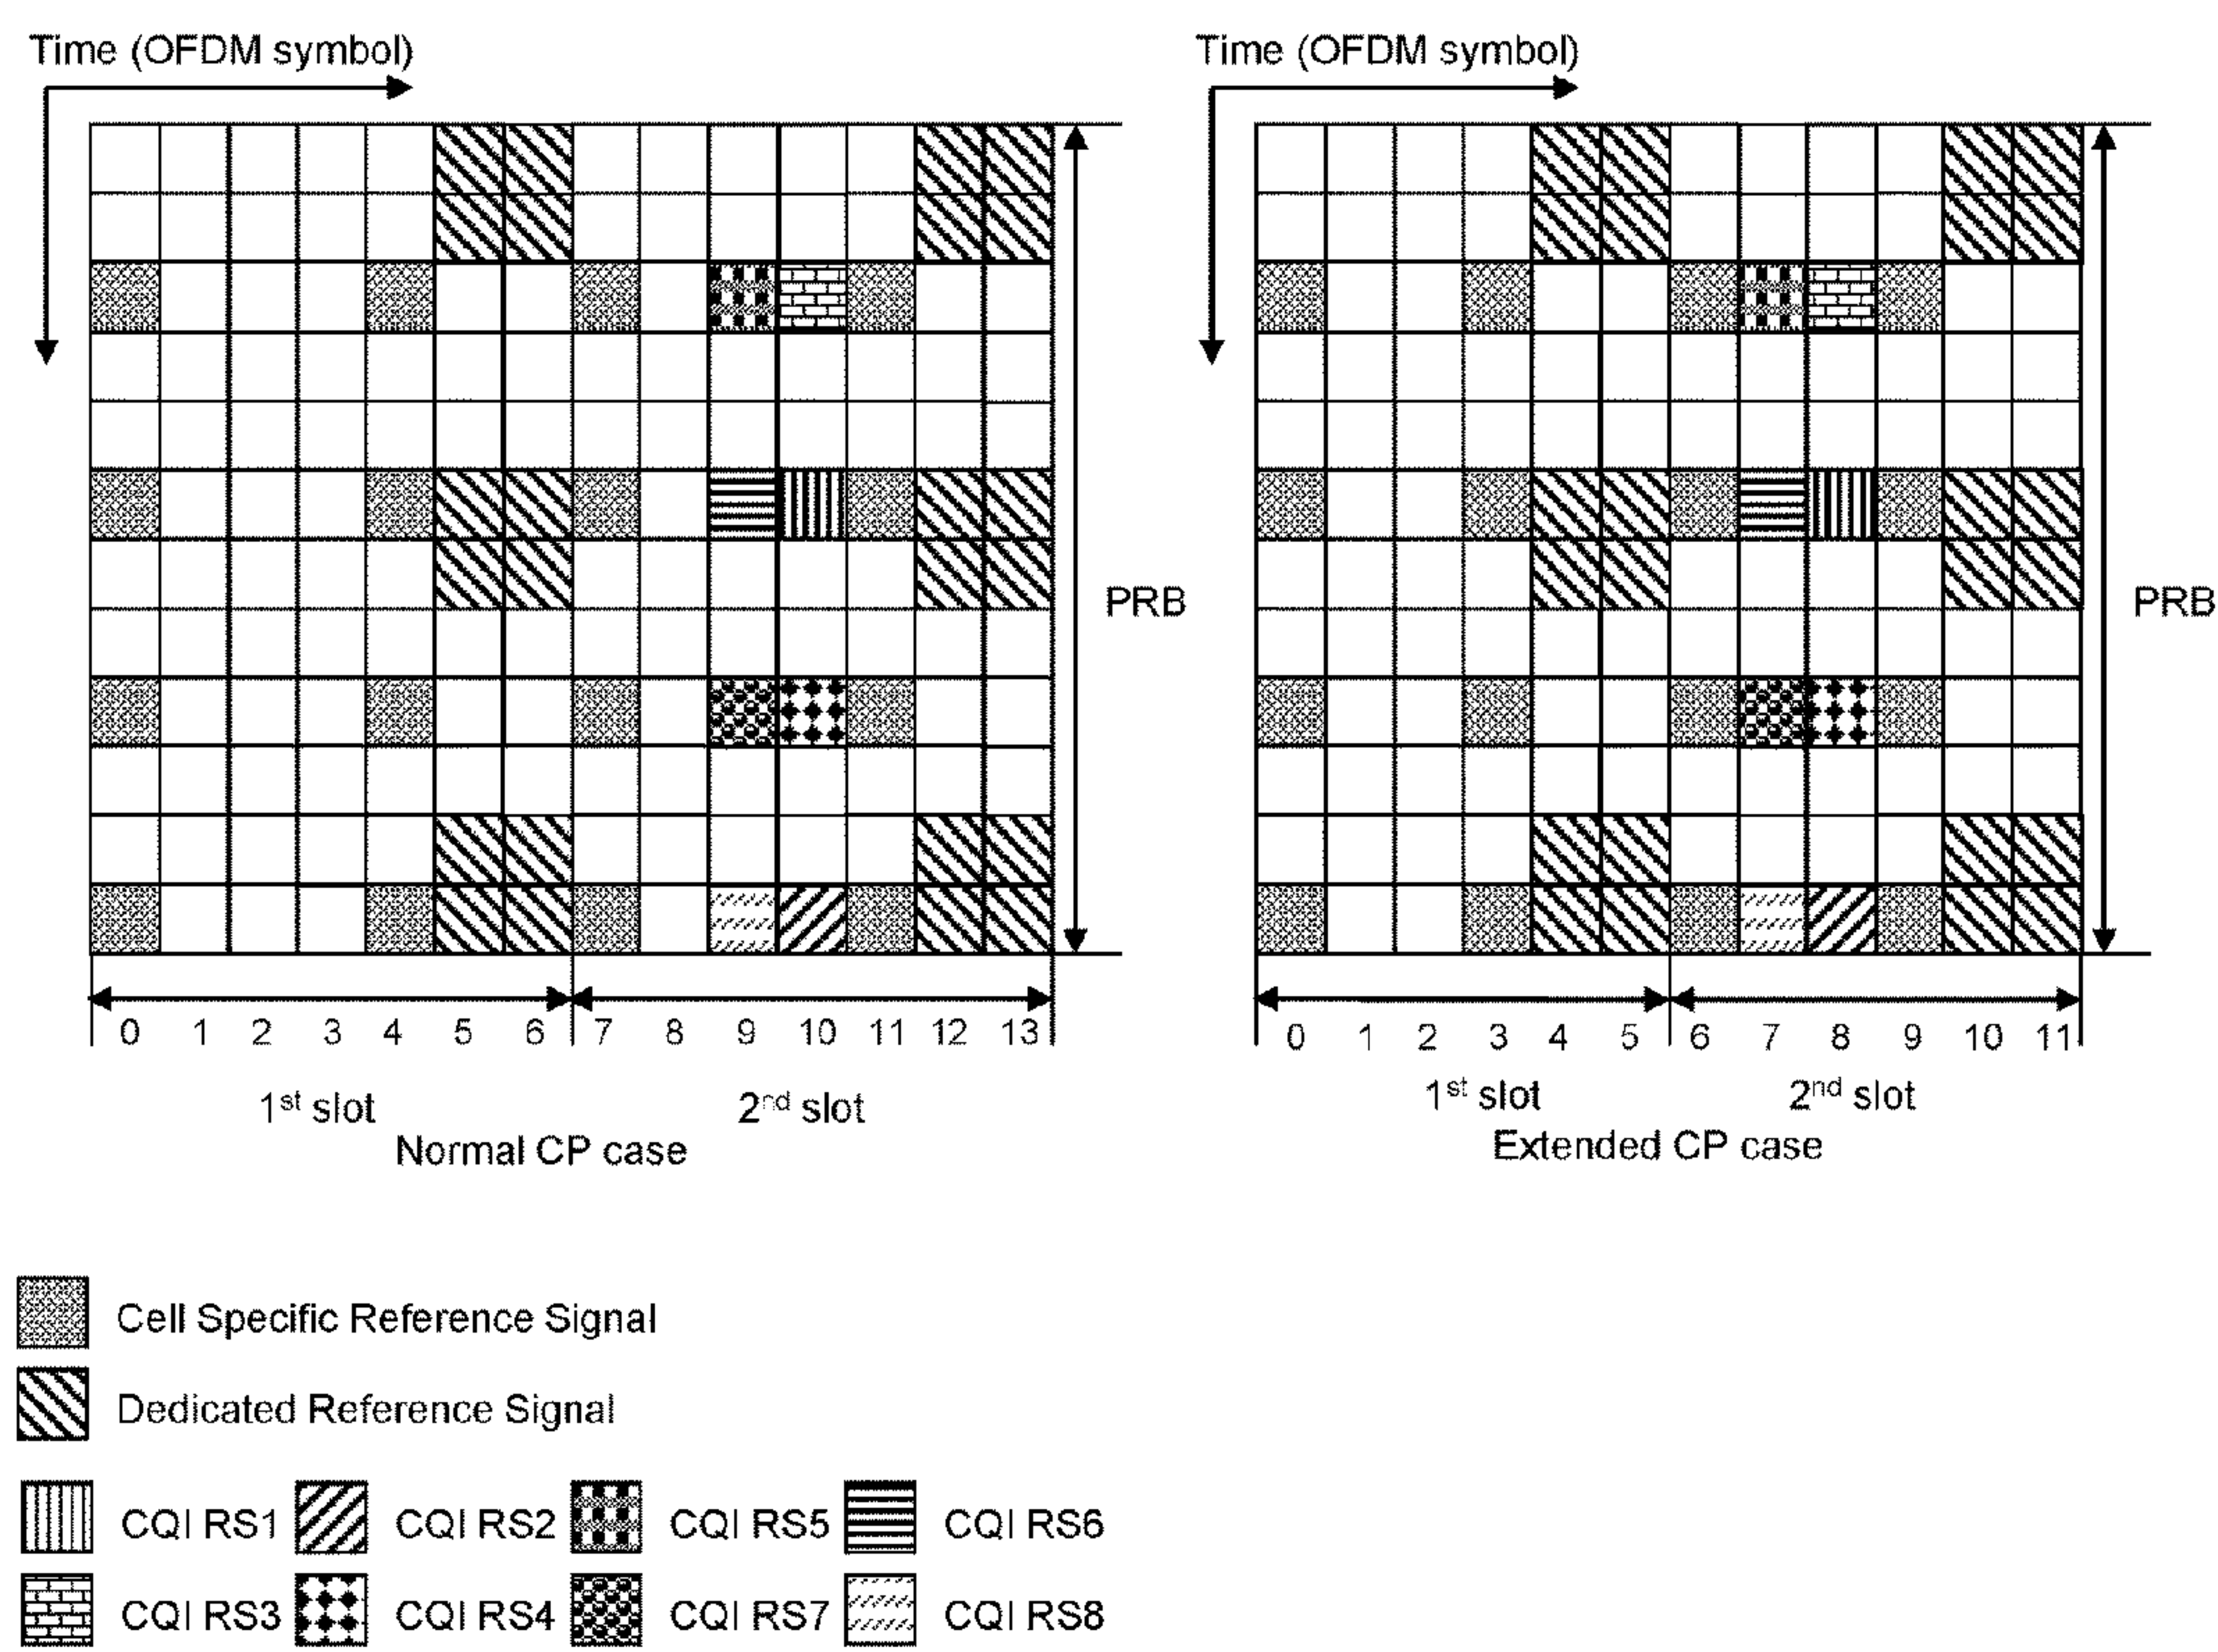 Time (OFDM symbol)
Time (OFDM symbol)
PRB
PRB
0 1 2 3 4 5 6 7 8 9 10 11 12 13
0 1 2 3 4 5 6 7 8 9 10 11
1st slot
2nd slot
1st slot
2nd slot
Normal CP case
Extended CP case
Cell Specific Reference Signal
Dedicated Reference Signal
CQI RS1 CQI RS2 CQI RS5 CQI RS6
CQI RS3 CQI RS4 CQI RS7 CQI RS8